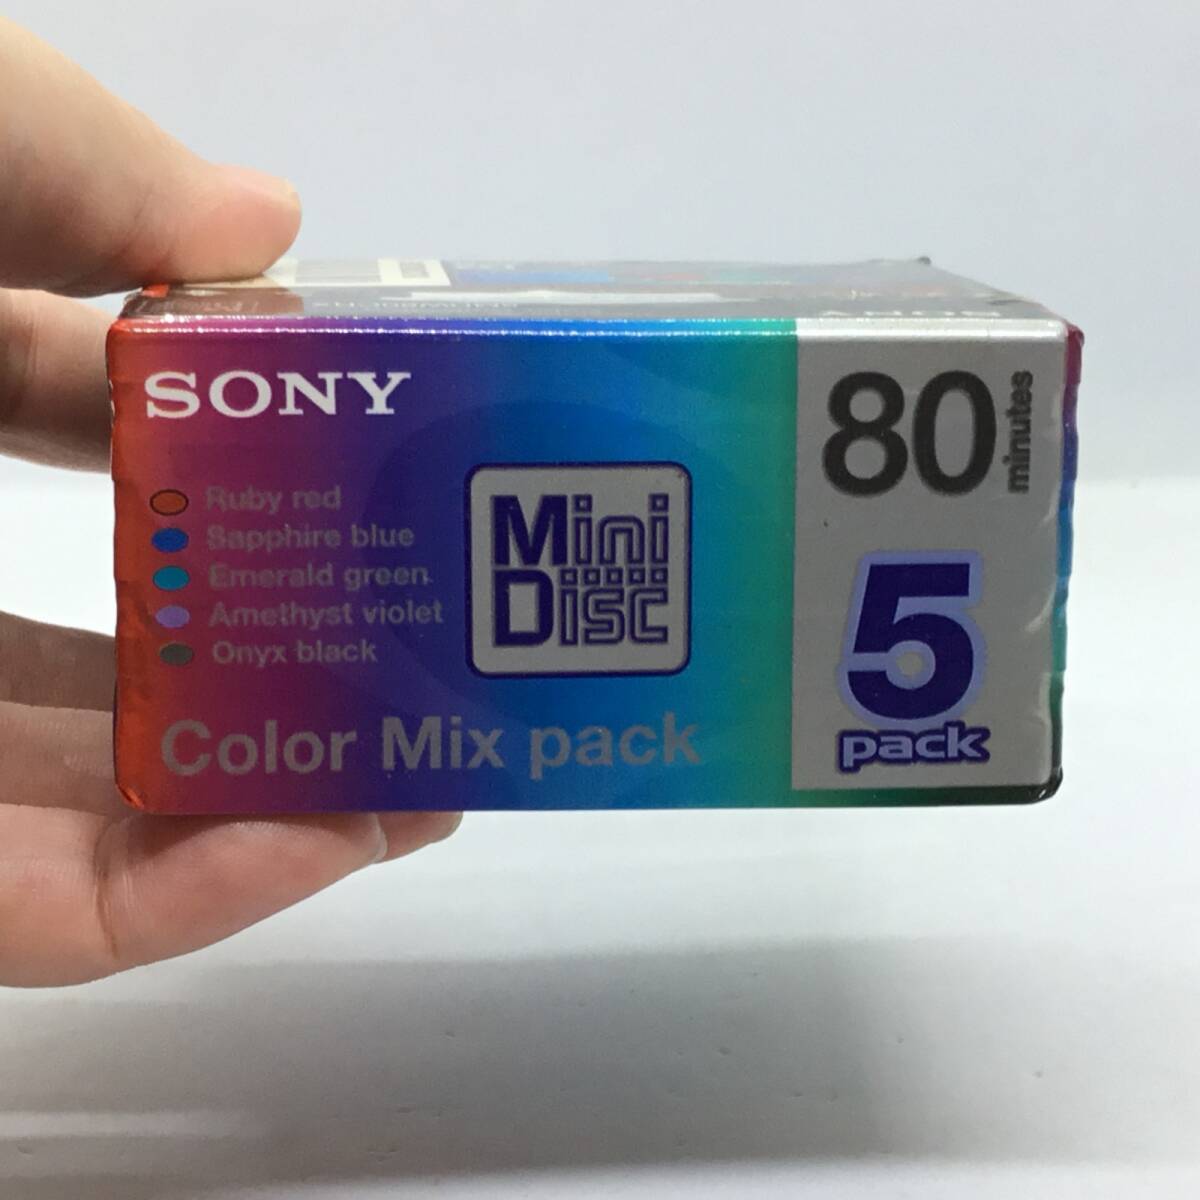 SONY
Ruby red
Sapphire blue
Emerald green
Amethyst violet
Onyx black
Color Mix pack
Mini
Disc
80
minutes
5
pack
SONY